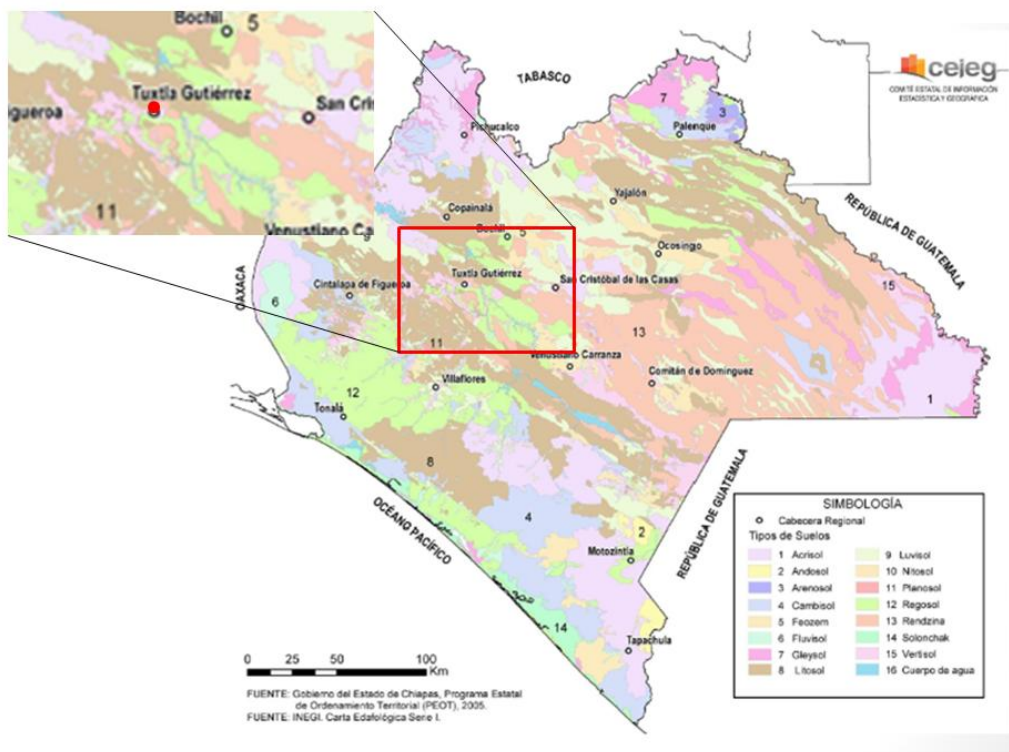 Bochil
5
Tuxtla Gutiérrez
San Cris
igueroa
11
Venustiano Ca
TABASCO
ceieg
COMITÉ ESTATAL DE INFORMACIÓN
ESTADÍSTICA Y GEOGRÁFICA
7
3
Palenque
Pichucalco
Yajalón
REPÚBLICA DE GUATEMALA
Copainalá
Bochil
5
Ocosingo
OAXACA
6
Cintalapa de Figueroa
Tuxtla Gutiérrez
San Cristóbal de las Casas
15
13
11
Venustiano Carranza
Villaflores
Comitán de Domínguez
12
Tonalá
1
8
OCÉANO PACÍFICO
4
2
Motozintla
REPÚBLICA DE GUATEMALA
14
Tapachula
SIMBOLOGÍA
Cabecera Regional
Tipos de Suelos
1 Acrisol
2 Andosol
3 Arenosol
4 Cambisol
5 Feozem
6 Fluvisol
7 Gleysol
8 Litosol
9 Luvisol
10 Nitosol
11 Planosol
12 Regosol
13 Rendzina
14 Solonchak
15 Vertisol
16 Cuerpo de agua
0 25 50 100
Km
FUENTE: Gobierno del Estado de Chiapas, Programa Estatal
de Ordenamiento Territorial (PEOT), 2005.
FUENTE: INEGI. Carta Edafológica Serie I.